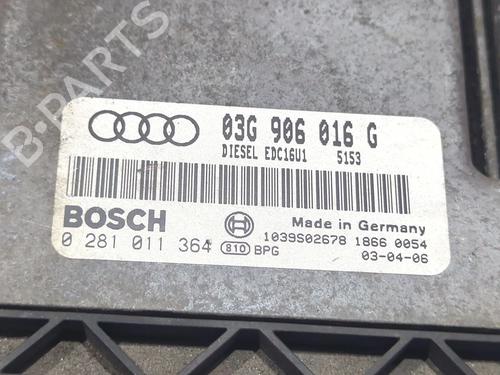 B-PARTS
03G 906 016 G
DIESEL EDC16U1 5153
BOSCH
Made in Germany
0 281 011 364 810 BPG
1039S02678 1866 0054
03-04-06